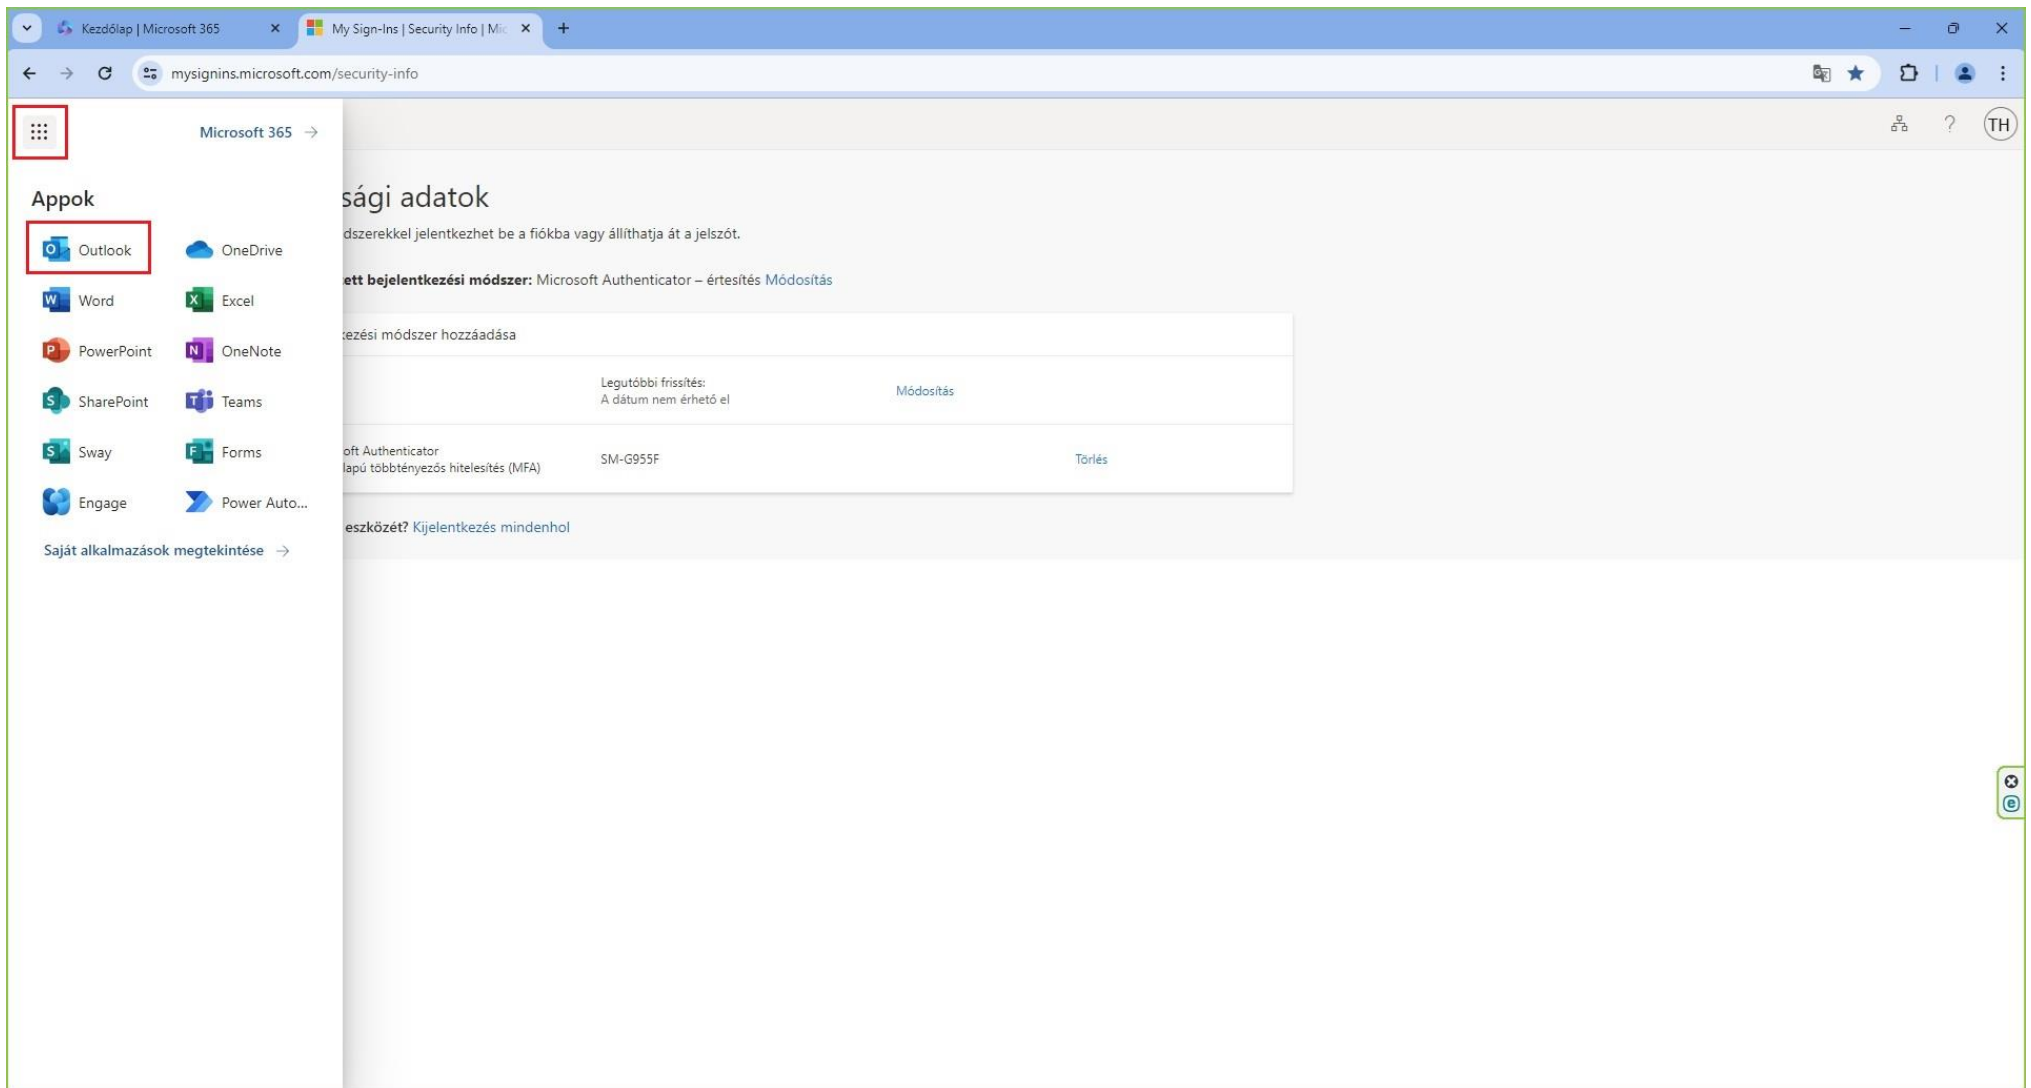 Kezdőlap | Microsoft 365
My Sign-Ins | Security Info | Mic
mysignins.microsoft.com/security-info
Microsoft 365
TH
Appok
Outlook
OneDrive
Word
Excel
PowerPoint
OneNote
SharePoint
Teams
Sway
Forms
Engage
Power Auto...
Saját alkalmazások megtekintése
sági adatok
dszerekkel jelentkezhet be a fiókba vagy állíthatja át a jelszót.
ett bejelentkezési módszer: Microsoft Authenticator – értesítés Módosítás
ezési módszer hozzáadása
Legutóbbi frissítés:
A dátum nem érhető el
Módosítás
oft Authenticator
lapú többtényezős hitelesítés (MFA)
SM-G955F
Törlés
eszközét? Kijelentkezés mindenhol